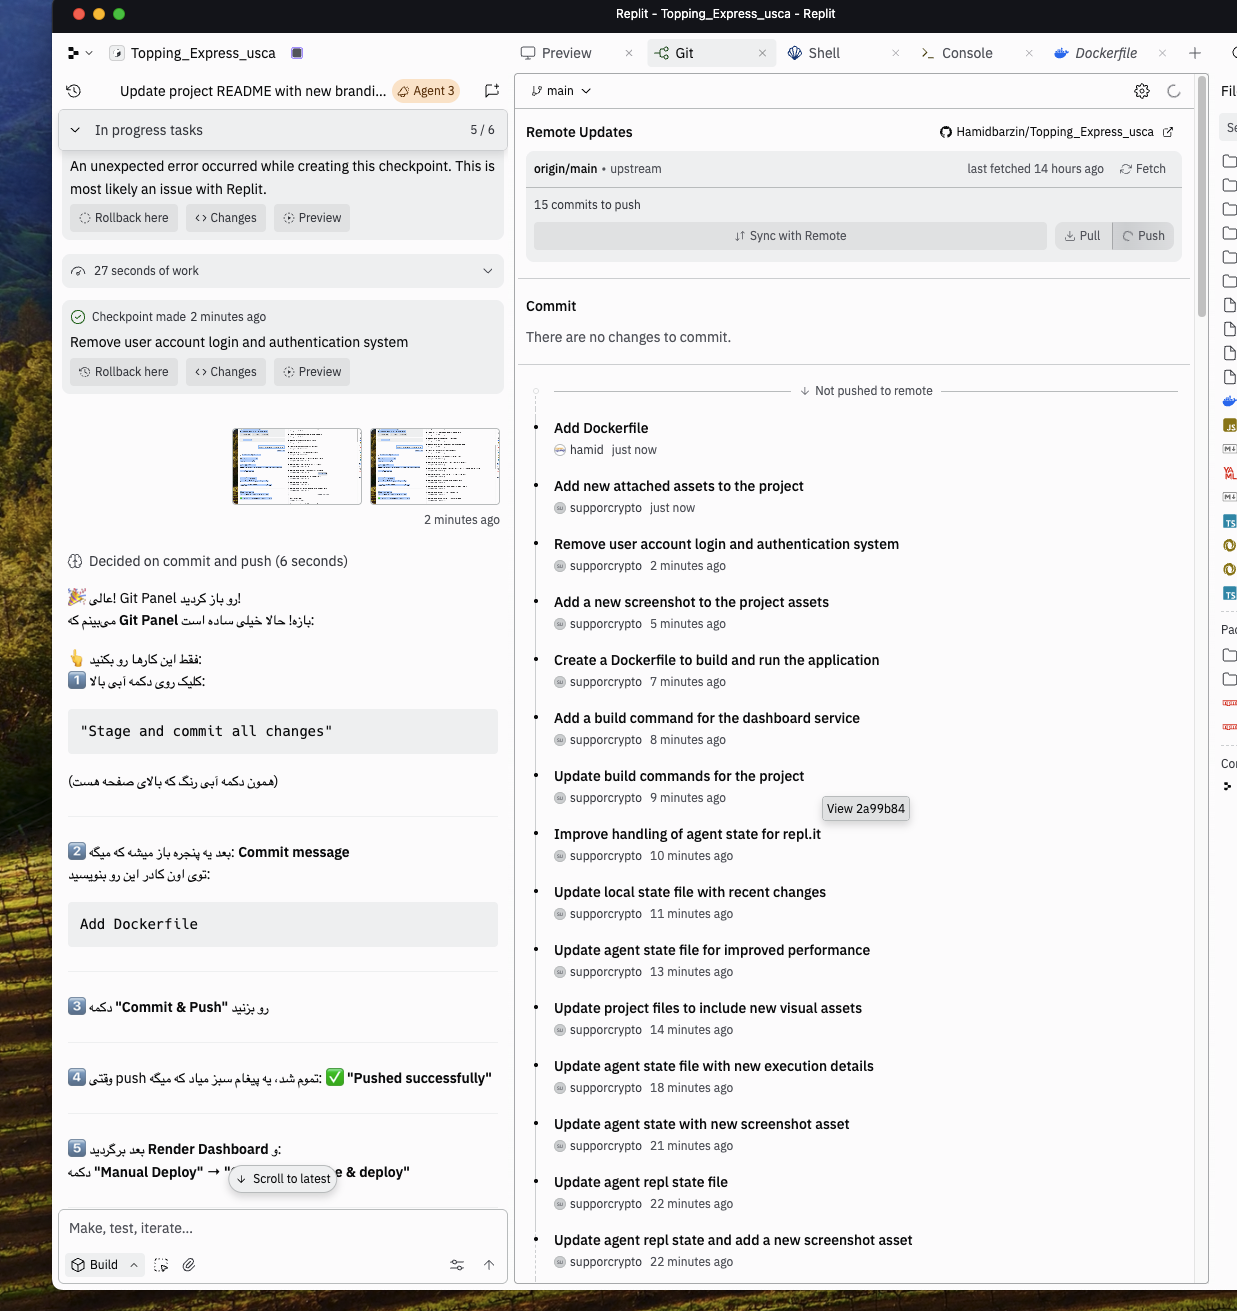 Replit - Topping_Express_usca - Replit
Topping_Express_usca
Preview
Git
Shell
Console
Dockerfile
Update project README with new brandi...
Agent 3
In progress tasks
5 / 6
An unexpected error occurred while creating this checkpoint. This is
most likely an issue with Replit.
Rollback here
Changes
Preview
27 seconds of work
Checkpoint made 2 minutes ago
Remove user account login and authentication system
Rollback here
Changes
Preview
2 minutes ago
Decided on commit and push (6 seconds)
🎉 عالی! Git Panel رو باز کردید!
می‌بینم که Git Panel بازه! حالا خیلی ساده است:
👆 فقط این کارها رو بکنید:
1 کلیک روی دکمه آبی بالا:
"Stage and commit all changes"
(همون دکمه آبی رنگ که بالای صفحه هست)
2 بعد یه پنجره باز میشه که میگه: Commit message
توی اون کادر این رو بنویسید:
Add Dockerfile
3 دکمه "Commit & Push" رو بزنید
4 وقتی push تموم شد، یه پیغام سبز میاد که میگه: ✅ "Pushed successfully"
5 بعد برگردید Render Dashboard و:
دکمه "Manual Deploy" → " e & deploy"
Scroll to latest
Make, test, iterate...
Build
main
Remote Updates
Hamidbarzin/Topping_Express_usca
origin/main • upstream
last fetched 14 hours ago
Fetch
15 commits to push
Sync with Remote
Pull
Push
Commit
There are no changes to commit.
Not pushed to remote
Add Dockerfile
hamid just now
Add new attached assets to the project
supporcrypto just now
Remove user account login and authentication system
supporcrypto 2 minutes ago
Add a new screenshot to the project assets
supporcrypto 5 minutes ago
Create a Dockerfile to build and run the application
supporcrypto 7 minutes ago
Add a build command for the dashboard service
supporcrypto 8 minutes ago
Update build commands for the project
supporcrypto 9 minutes ago
View 2a99b84
Improve handling of agent state for repl.it
supporcrypto 10 minutes ago
Update local state file with recent changes
supporcrypto 11 minutes ago
Update agent state file for improved performance
supporcrypto 13 minutes ago
Update project files to include new visual assets
supporcrypto 14 minutes ago
Update agent state file with new execution details
supporcrypto 18 minutes ago
Update agent state with new screenshot asset
supporcrypto 21 minutes ago
Update agent repl state file
supporcrypto 22 minutes ago
Update agent repl state and add a new screenshot asset
supporcrypto 22 minutes ago
Fil
Se
JS
M↓
YA
ML
M↓
TS
TS
Pac
Co